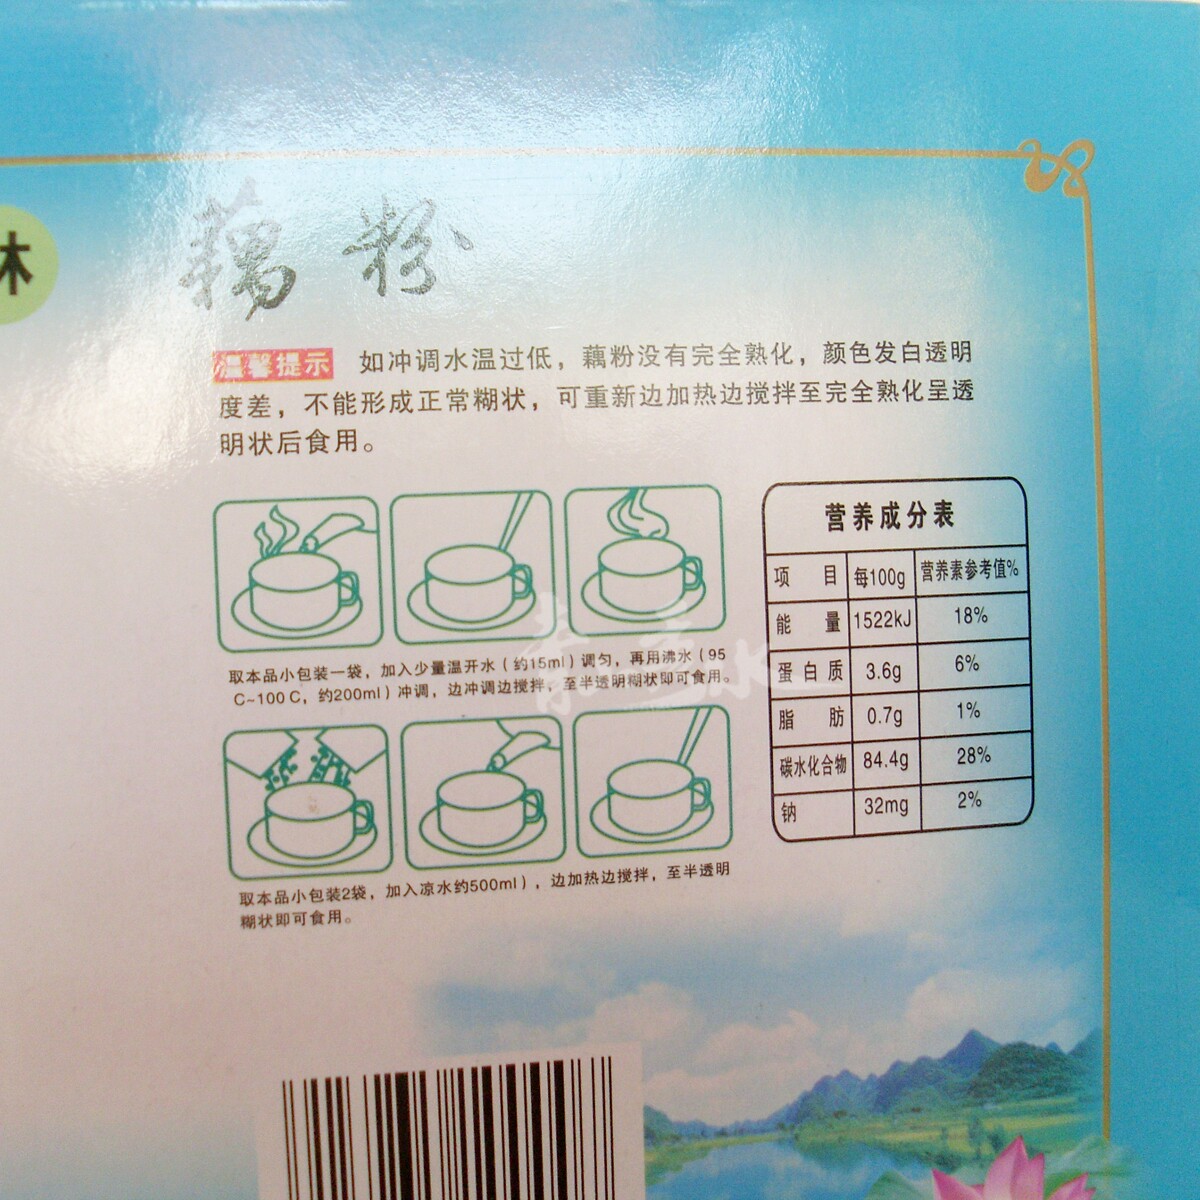 藕粉
林
温馨提示 如冲调水温过低，藕粉没有完全熟化，颜色发白透明
度差，不能形成正常糊状，可重新边加热边搅拌至完全熟化呈透
明状后食用。
取本品小包装一袋，加入少量温开水（约15ml）调匀，再用沸水（95
C~100C，约200ml）冲调，边冲调边搅拌，至半透明糊状即可食用。
取本品小包装2袋，加入凉水约500ml），边加热边搅拌，至半透明
糊状即可食用。
营养成分表
项 目 每100g 营养素参考值%
能 量 1522kJ 18%
蛋白质 3.6g 6%
脂 肪 0.7g 1%
碳水化合物 84.4g 28%
钠 32mg 2%